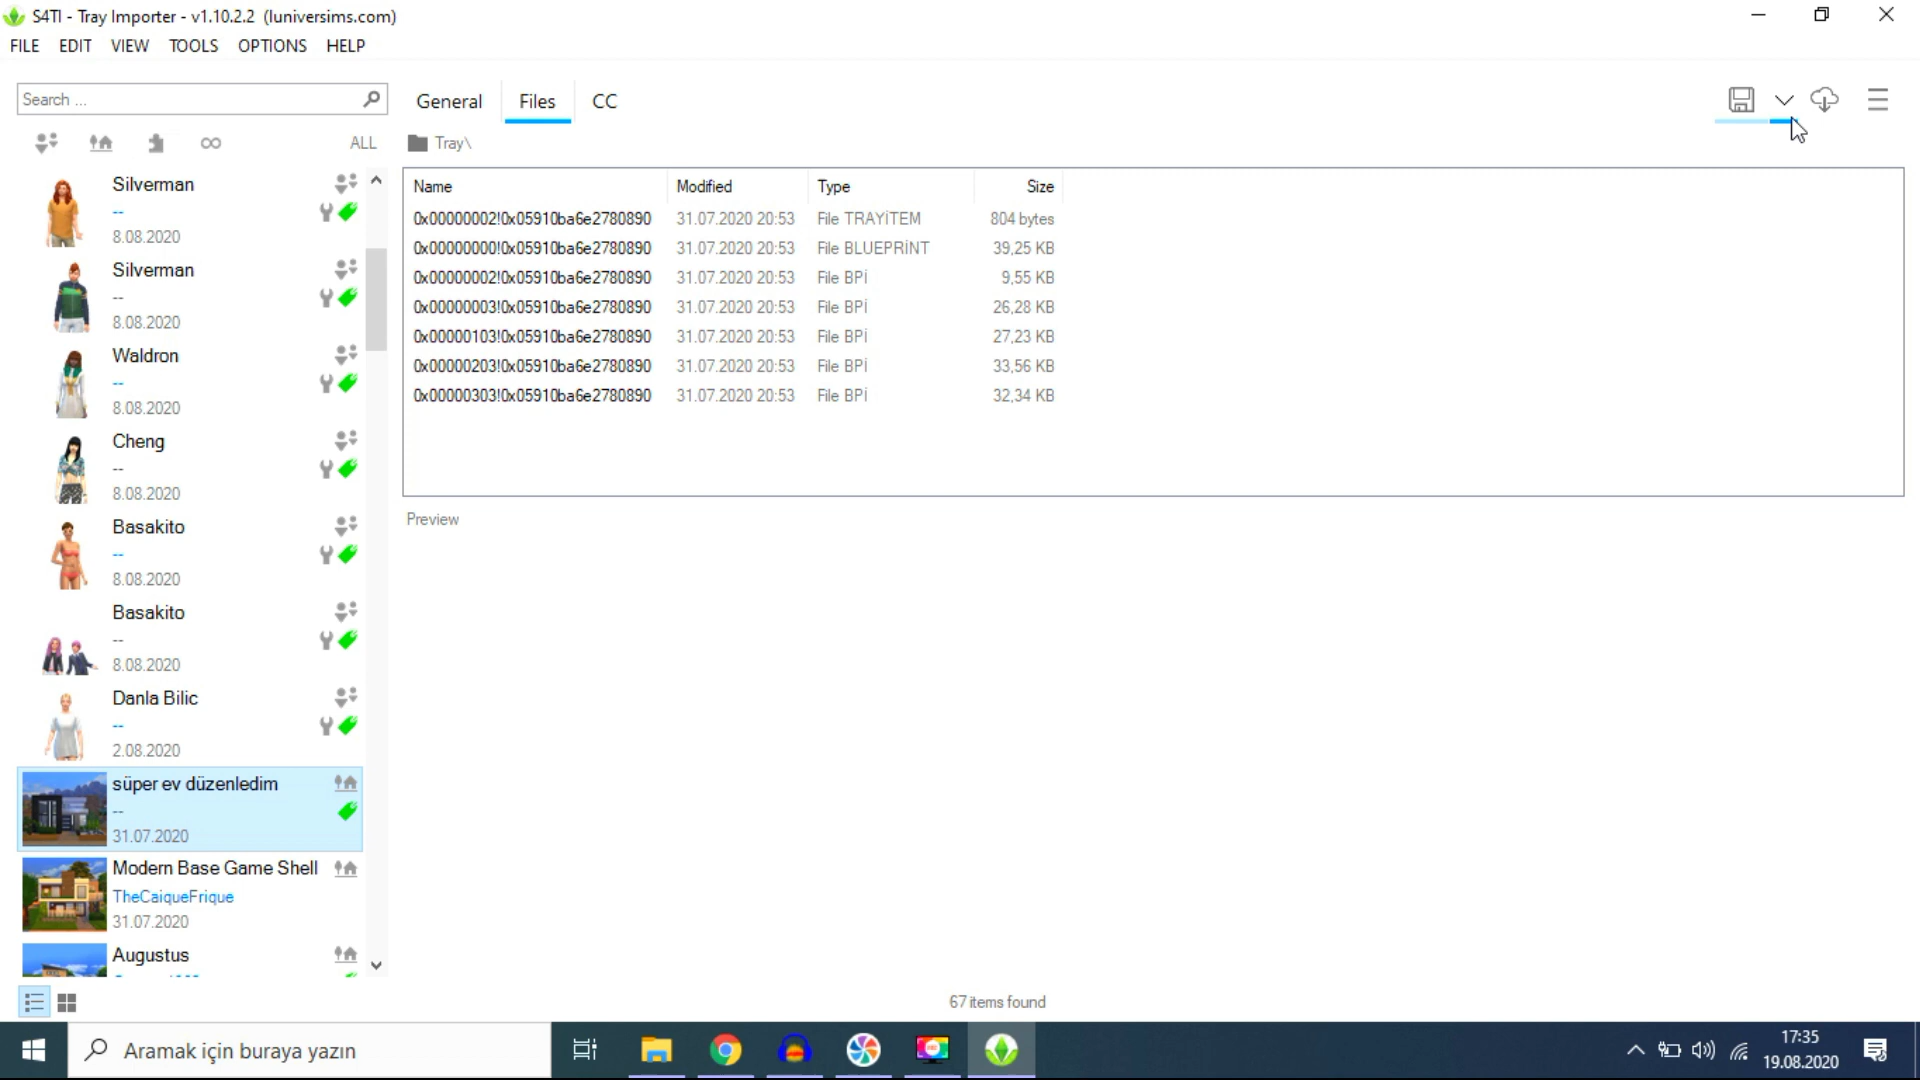 S4TI - Tray Importer - v1.10.2.2 (luniversims.com)
FILE EDIT VIEW TOOLS OPTIONS HELP
Search ...
General Files CC
ALL
Tray\
Silverman
--
8.08.2020
Silverman
--
8.08.2020
Waldron
--
8.08.2020
Cheng
--
8.08.2020
Basakito
--
8.08.2020
Basakito
--
8.08.2020
Danla Bilic
--
2.08.2020
süper ev düzenledim
--
31.07.2020
Modern Base Game Shell
TheCaiqueFrique
31.07.2020
Augustus
Name Modified Type Size
0x00000002!0x05910ba6e2780890 31.07.2020 20:53 File TRAYİTEM 804 bytes
0x00000000!0x05910ba6e2780890 31.07.2020 20:53 File BLUEPRİNT 39,25 KB
0x00000002!0x05910ba6e2780890 31.07.2020 20:53 File BPİ 9,55 KB
0x00000003!0x05910ba6e2780890 31.07.2020 20:53 File BPİ 26,28 KB
0x00000103!0x05910ba6e2780890 31.07.2020 20:53 File BPİ 27,23 KB
0x00000203!0x05910ba6e2780890 31.07.2020 20:53 File BPİ 33,56 KB
0x00000303!0x05910ba6e2780890 31.07.2020 20:53 File BPİ 32,34 KB
Preview
67 items found
Aramak için buraya yazın
17:35
19.08.2020